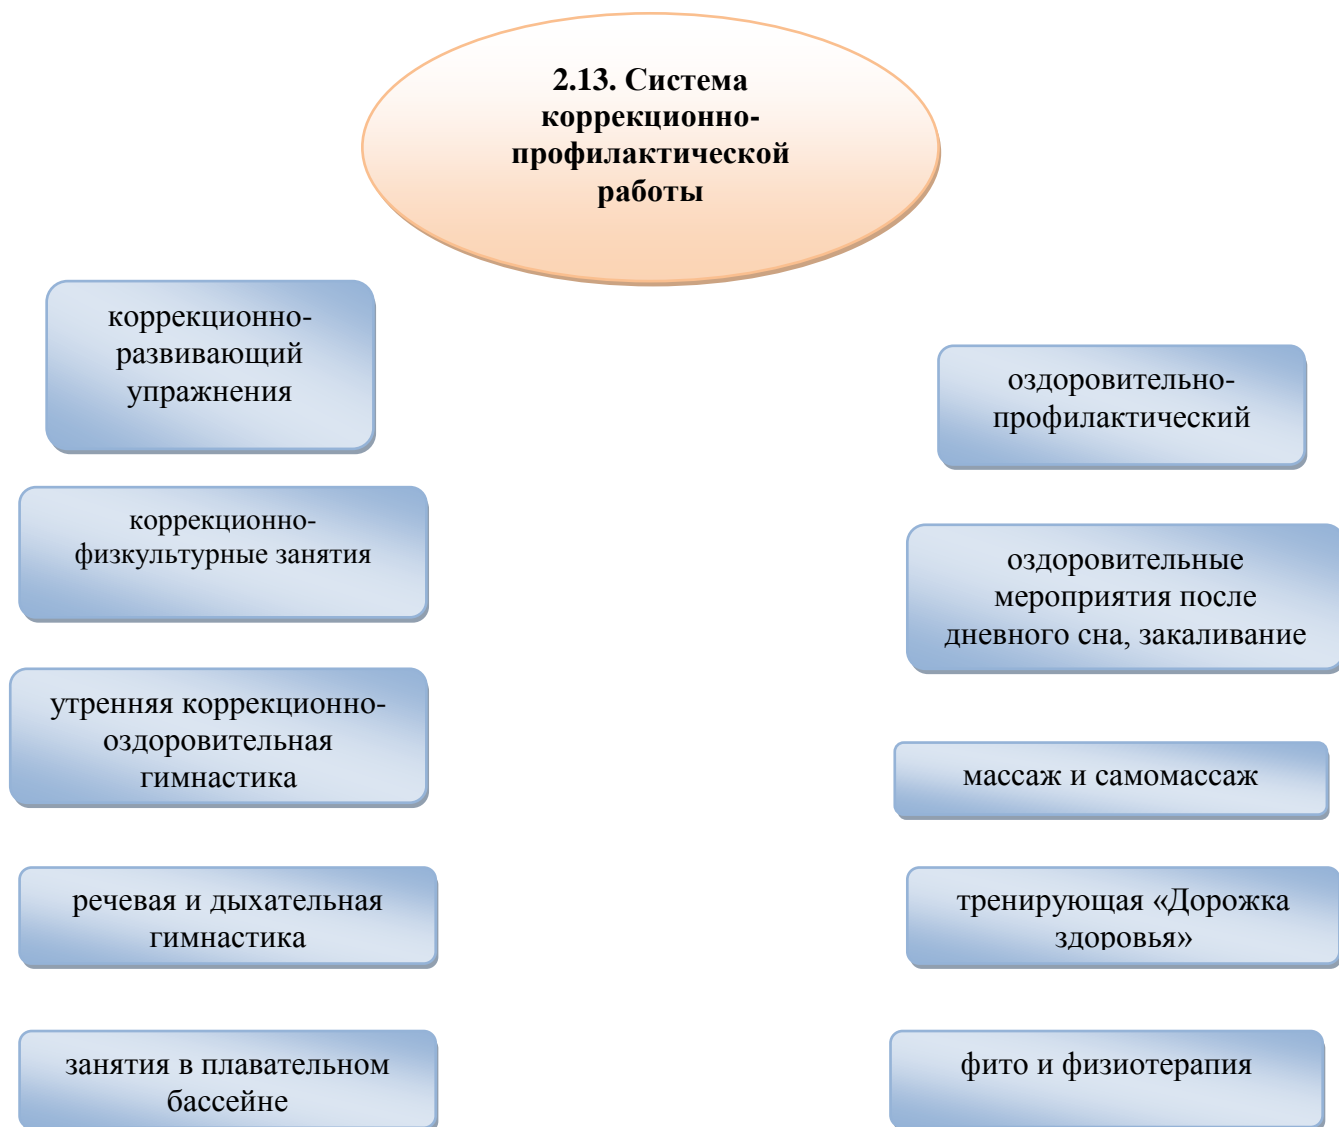 2.13. Система
коррекционно-
профилактической
работы
коррекционно-
развивающий
упражнения
коррекционно-
физкультурные занятия
утренняя коррекционно-
оздоровительная
гимнастика
речевая и дыхательная
гимнастика
занятия в плавательном
бассейне
оздоровительно-
профилактический
оздоровительные
мероприятия после
дневного сна, закаливание
массаж и самомассаж
тренирующая «Дорожка
здоровья»
фито и физиотерапия